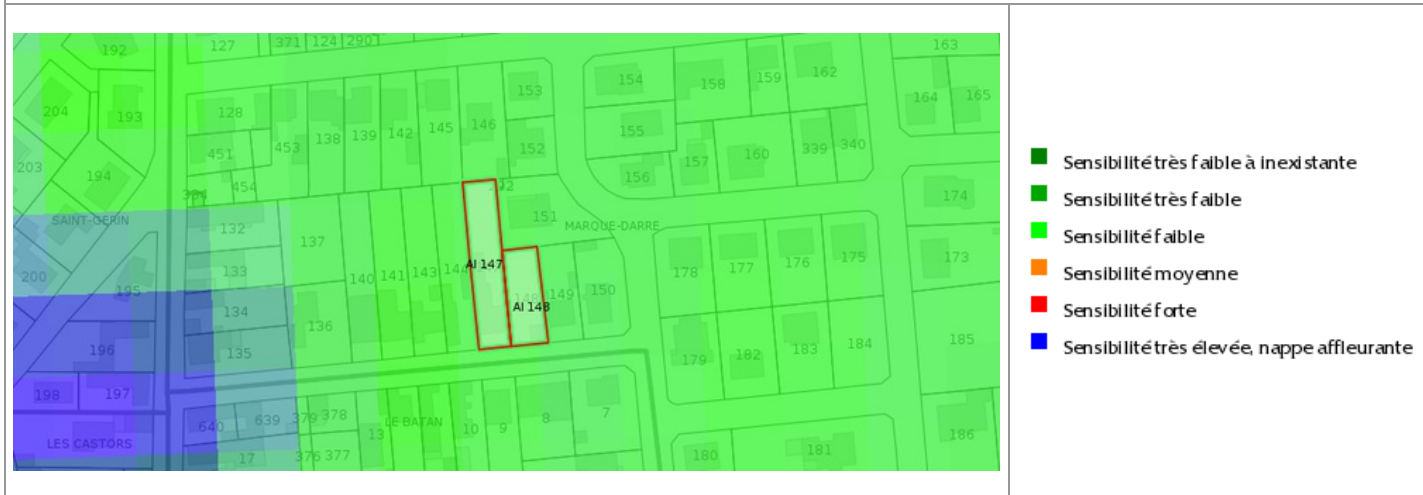 192 127 371 124 290 163
204 193 128 138 139 142 145 146 153 154 158 159 162 164 165
203 194 451 453 152 155 157 160 339 340
454 156
SAINT-GERIN 132 137 151 MARQUE-DARRE 174
200 195 133 140 141 143 AI 147 149 150 178 177 176 175 173
196 134 136 AI 148
135 179 182 183 184 185
198 197 640 639 379 378 LE BATAN 10 9 8 7
LES CASTORS 17 376 377 13 180 181 186
Sensibilité très faible à inexistante
Sensibilité très faible
Sensibilité faible
Sensibilité moyenne
Sensibilité forte
Sensibilité très élevée, nappe affleurante